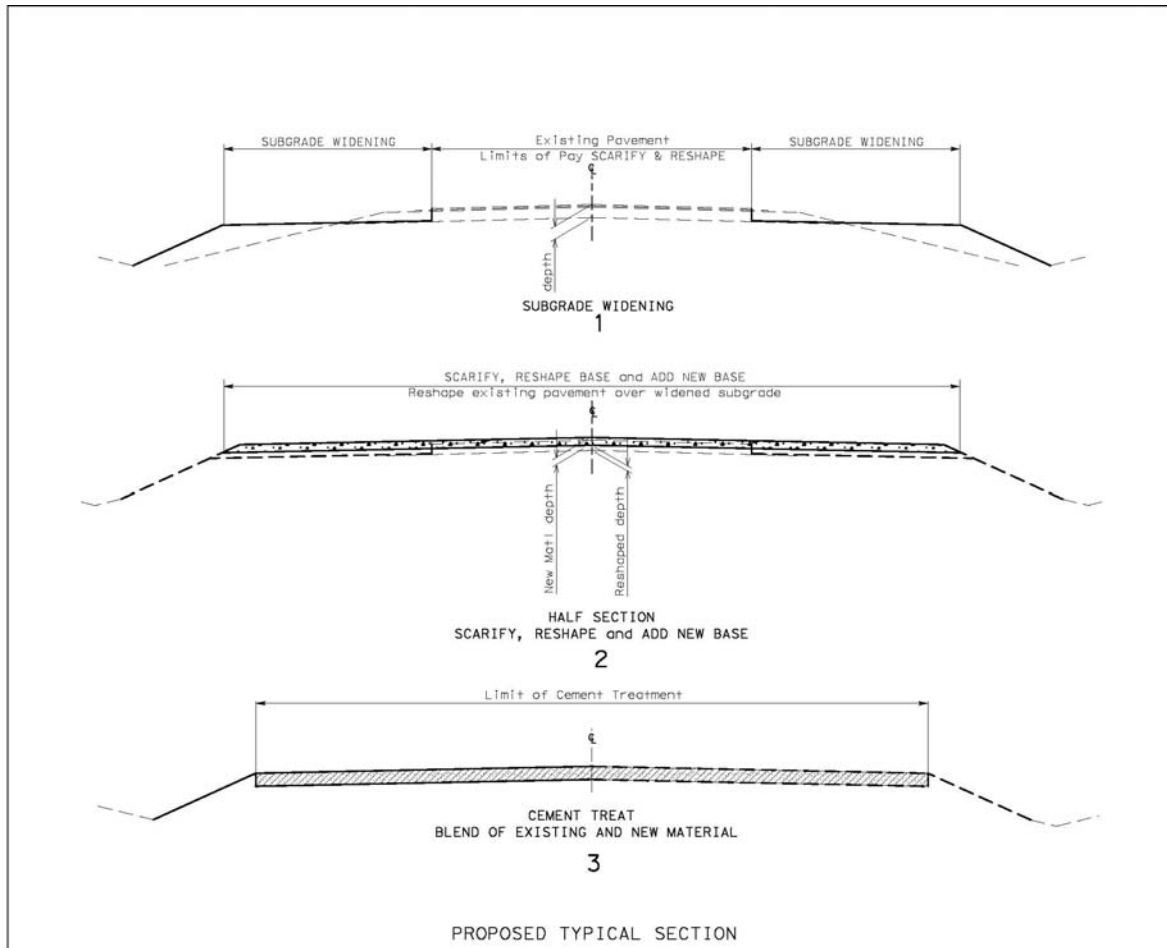 SUBGRADE WIDENING
Existing Pavement
SUBGRADE WIDENING
Limits of Pay SCARIFY & RESHAPE
℄
depth
SUBGRADE WIDENING
1
SCARIFY, RESHAPE BASE and ADD NEW BASE
Reshape existing pavement over widened subgrade
℄
New Matl depth
Reshaped depth
HALF SECTION
SCARIFY, RESHAPE and ADD NEW BASE
2
Limit of Cement Treatment
℄
CEMENT TREAT
BLEND OF EXISTING AND NEW MATERIAL
3
PROPOSED TYPICAL SECTION